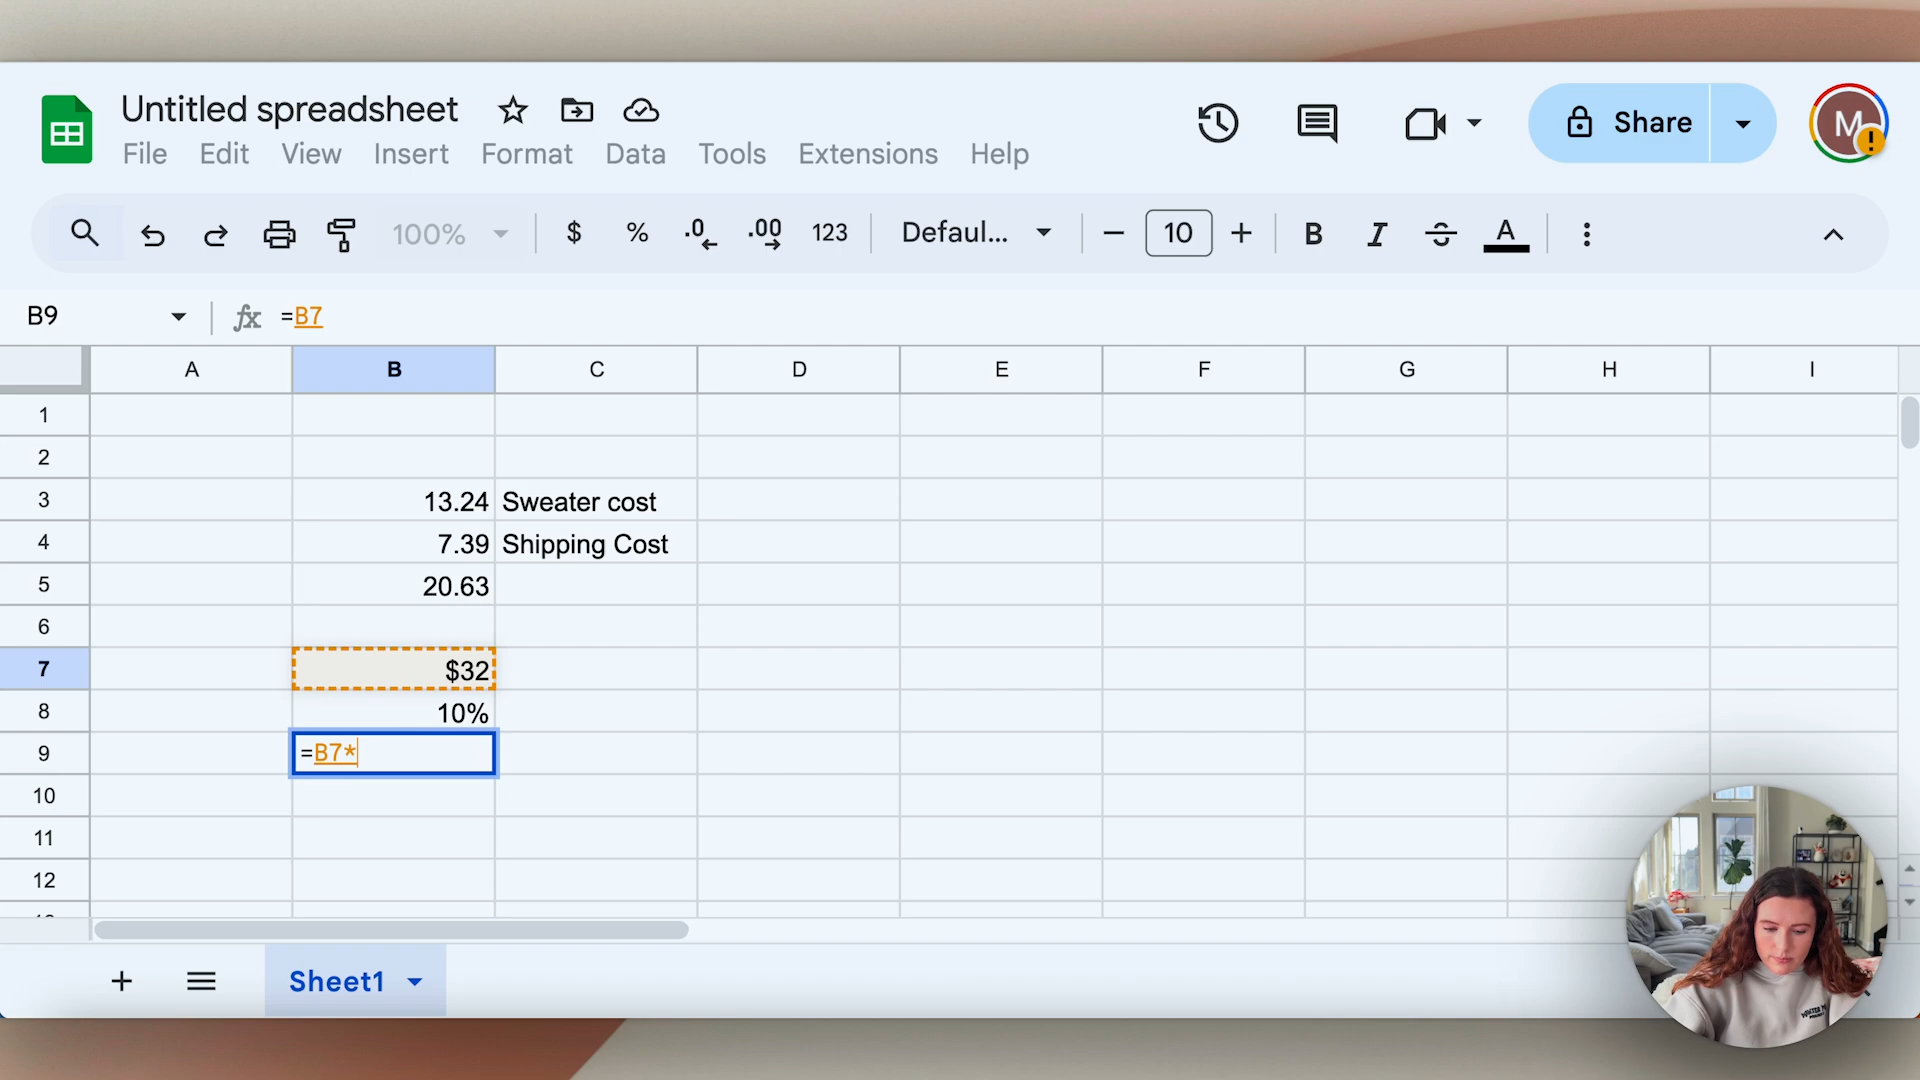 Untitled spreadsheet
File Edit View Insert Format Data Tools Extensions Help
Share
M
!
100% $ % .0 .00 123 Defaul... 10 B I S A
B9 fx =B7
A B C D E F G H I
1
2
3 13.24 Sweater cost
4 7.39 Shipping Cost
5 20.63
6
7 $32
8 10%
9 =B7*
10
11
12
Sheet1